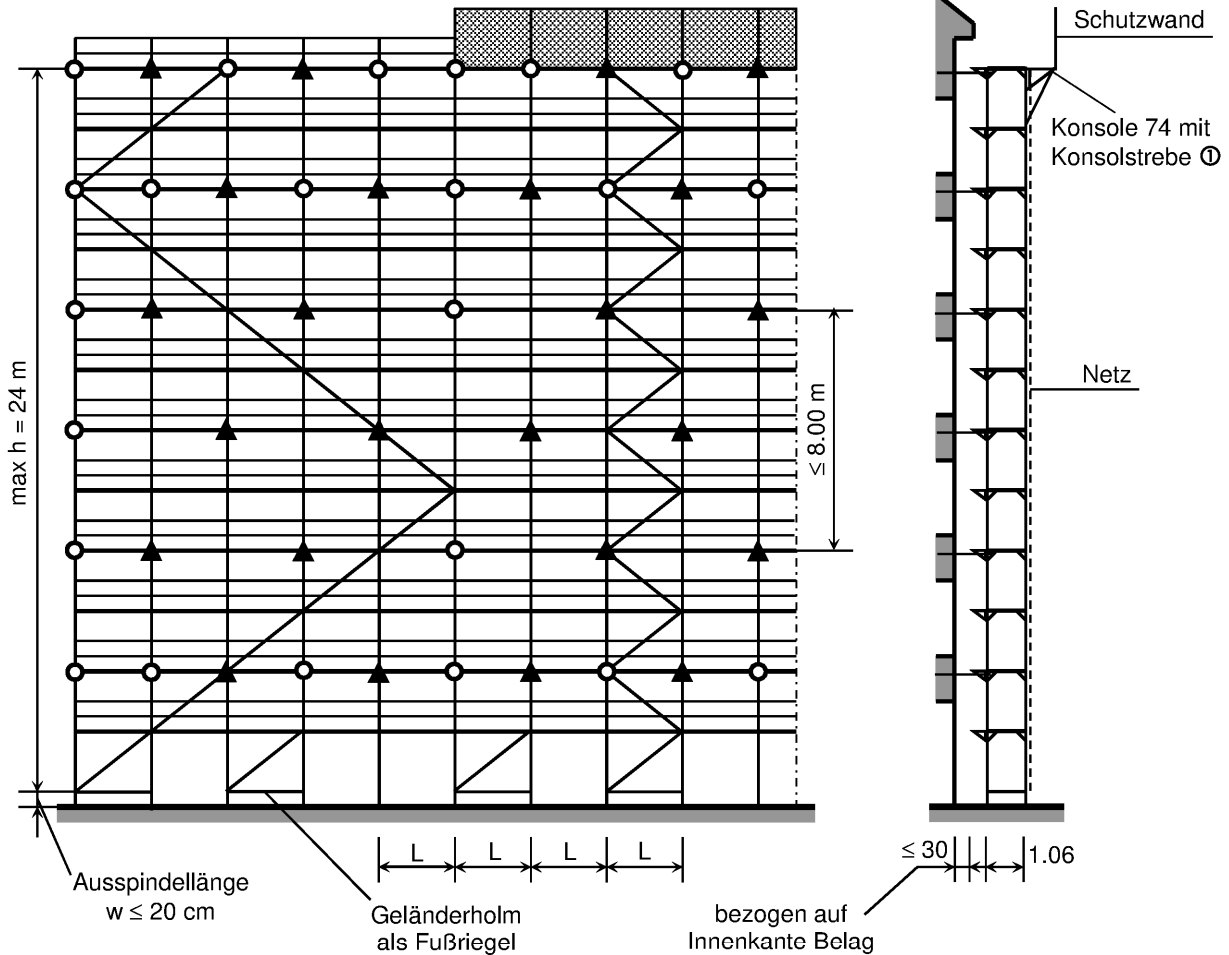 Schutzwand
Konsole 74 mit
Konsolstrebe ①
Netz
max h = 24 m
≤ 8.00 m
L
L
L
L
≤ 30
1.06
Ausspindellänge
w ≤ 20 cm
Geländerholm
als Fußriegel
bezogen auf
Innenkante Belag